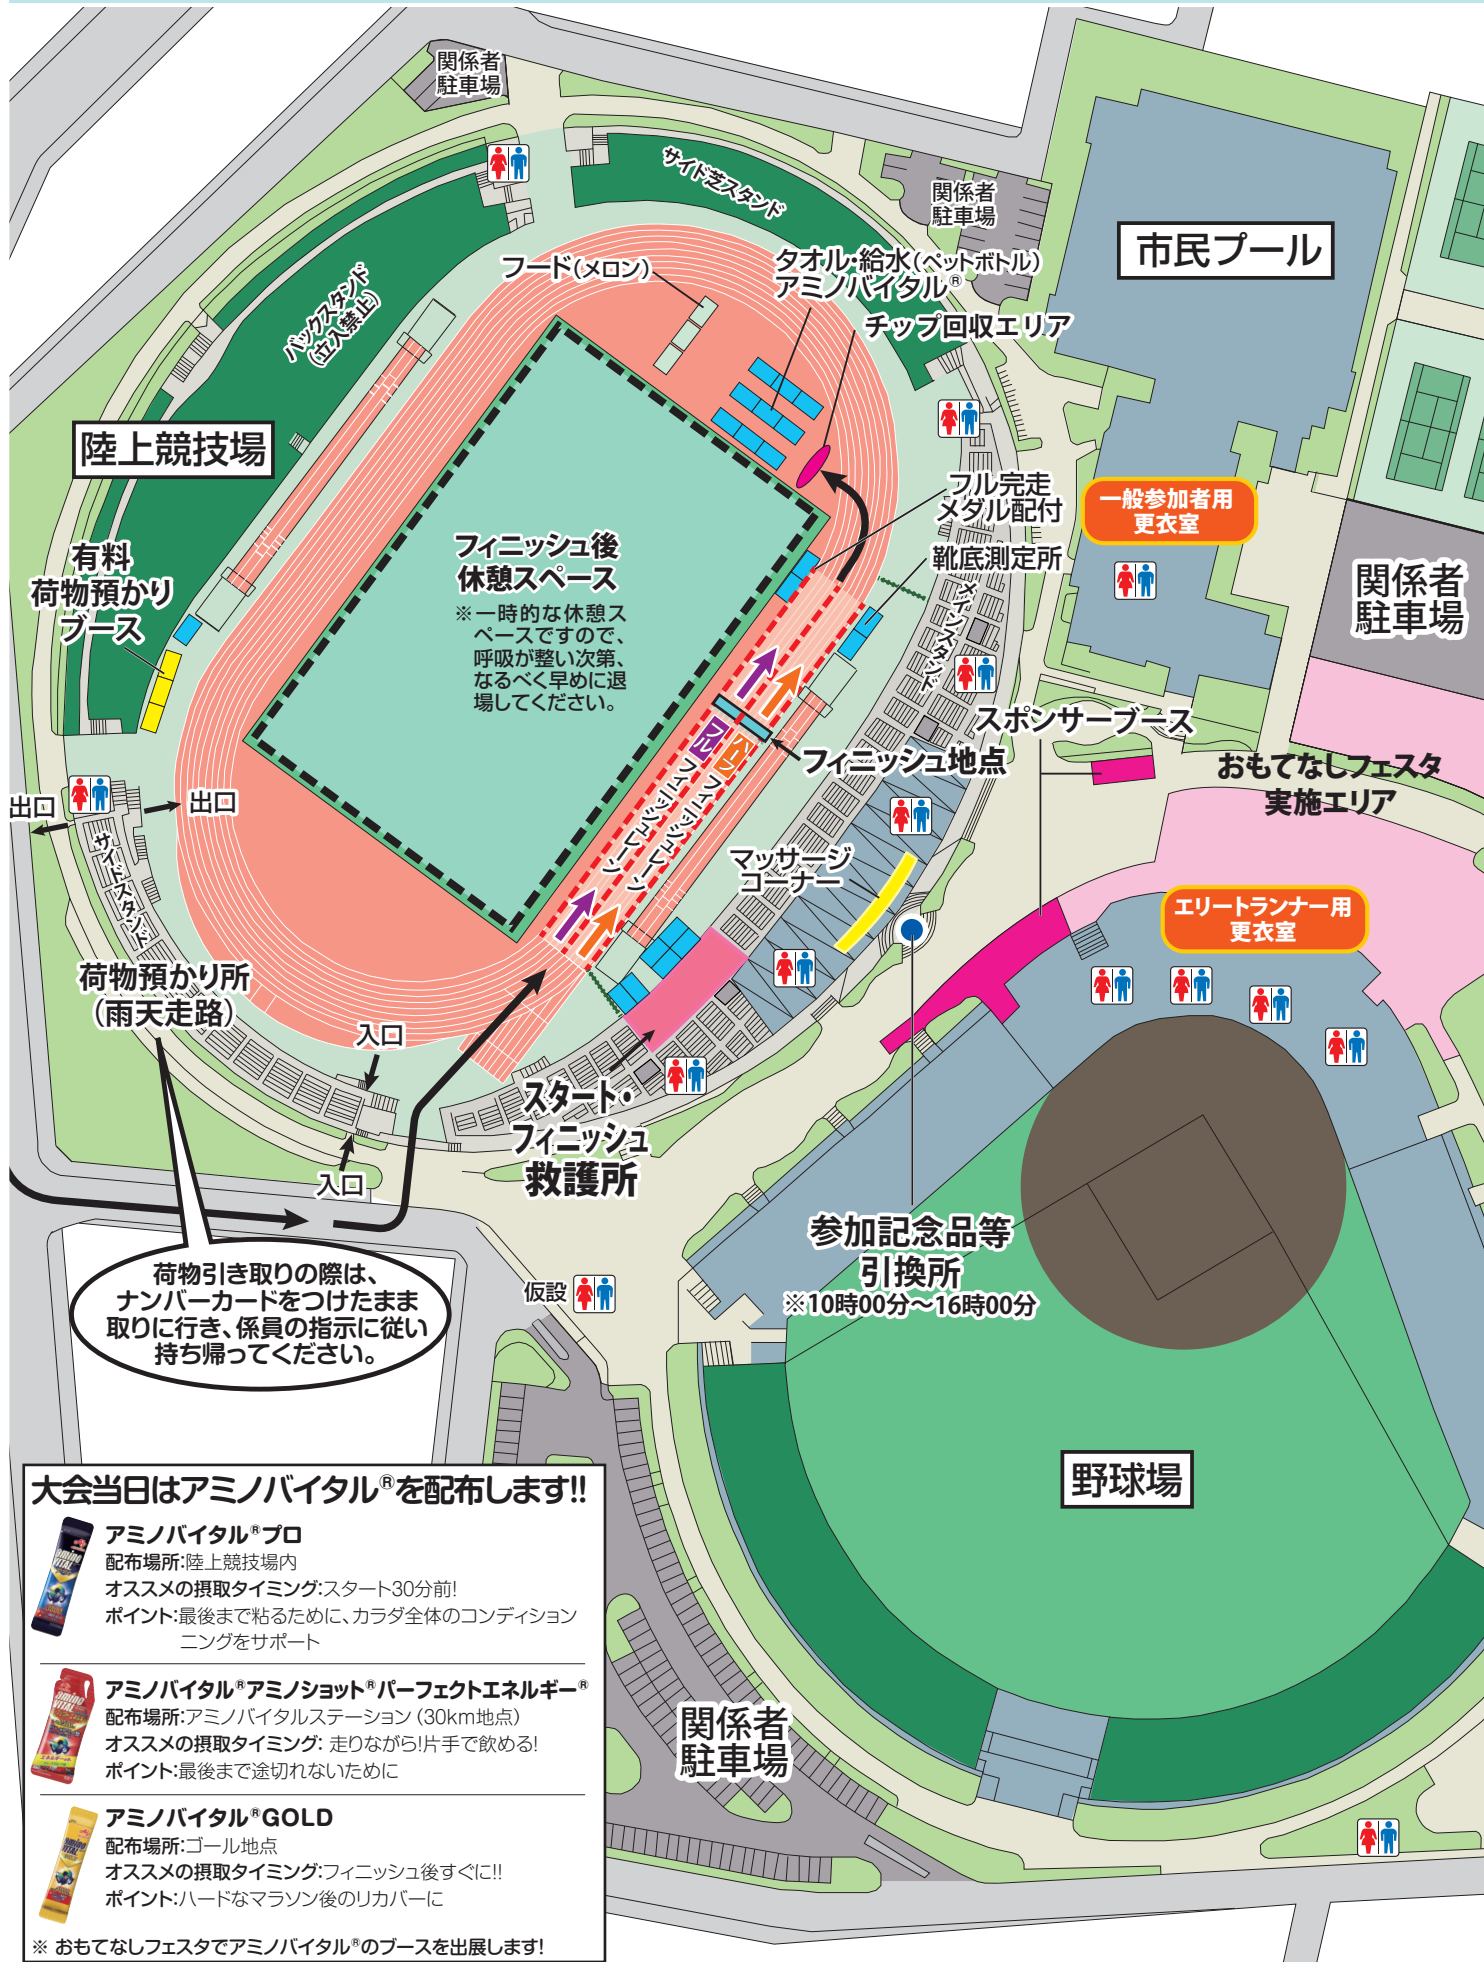 関係者
駐車場
サイド芝スタンド
関係者
駐車場
市民プール
フード(メロン)
タオル・給水(ペットボトル)
アミノバイタル®
チップ回収エリア
バックスタンド
(立入禁止)
陸上競技場
フル完走
メダル配付
一般参加者用
更衣室
有料
荷物預かり
ブース
フィニッシュ後
休憩スペース
※一時的な休憩ス
ペースですので、
呼吸が整い次第、
なるべく早めに退
場してください。
靴底測定所
メインスタンド
関係者
駐車場
スポンサーブース
フィニッシュ地点
おもてなしフェスタ
実施エリア
フル
フィニッシュレーン
ハーフ
フィニッシュレーン
出口
出口
サイドスタンド
マッサージ
コーナー
エリートランナー用
更衣室
荷物預かり所
(雨天走路)
入口
入口
スタート・
フィニッシュ
救護所
参加記念品等
引換所
※10時00分〜16時00分
仮設
荷物引き取りの際は、
ナンバーカードをつけたまま
取りに行き、係員の指示に従い
持ち帰ってください。
野球場
関係者
駐車場
大会当日はアミノバイタル®を配布します!!
アミノバイタル®プロ
配布場所:陸上競技場内
オススメの摂取タイミング:スタート30分前!
ポイント:最後まで粘るために、カラダ全体のコンディション
ニングをサポート
アミノバイタル®アミノショット®パーフェクトエネルギー®
配布場所:アミノバイタルステーション (30km地点)
オススメの摂取タイミング: 走りながら!片手で飲める!
ポイント:最後まで途切れないために
アミノバイタル®GOLD
配布場所:ゴール地点
オススメの摂取タイミング:フィニッシュ後すぐに!!
ポイント:ハードなマラソン後のリカバーに
※ おもてなしフェスタでアミノバイタル®のブースを出展します!
amino
VITAL
amino
VITAL
amino
VITAL